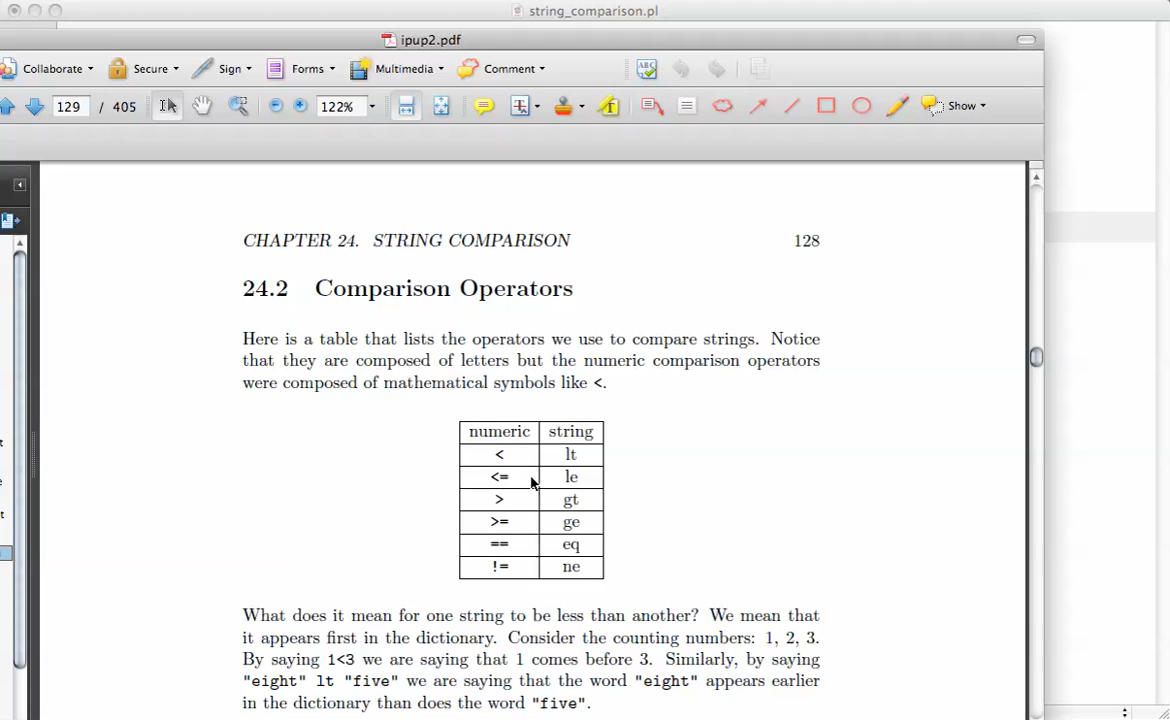 string_comparison.pl
ipup2.pdf
Collaborate Secure Sign Forms Multimedia Comment ABC
129 / 405 122% T T Show
CHAPTER 24. STRING COMPARISON 128
24.2 Comparison Operators
Here is a table that lists the operators we use to compare strings. Notice
that they are composed of letters but the numeric comparison operators
were composed of mathematical symbols like <.
numeric string
< lt
<= le
> gt
>= ge
== eq
!= ne
What does it mean for one string to be less than another? We mean that
it appears first in the dictionary. Consider the counting numbers: 1, 2, 3.
By saying 1<3 we are saying that 1 comes before 3. Similarly, by saying
"eight" lt "five" we are saying that the word "eight" appears earlier
in the dictionary than does the word "five".